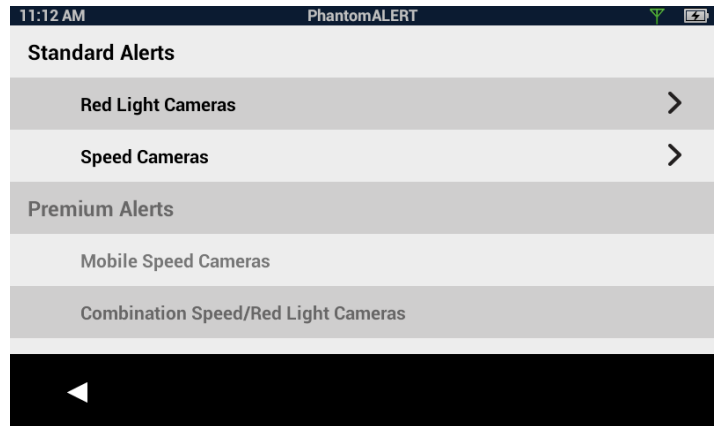 11:12 AM PhantomALERT
Standard Alerts
Red Light Cameras
Speed Cameras
Premium Alerts
Mobile Speed Cameras
Combination Speed/Red Light Cameras